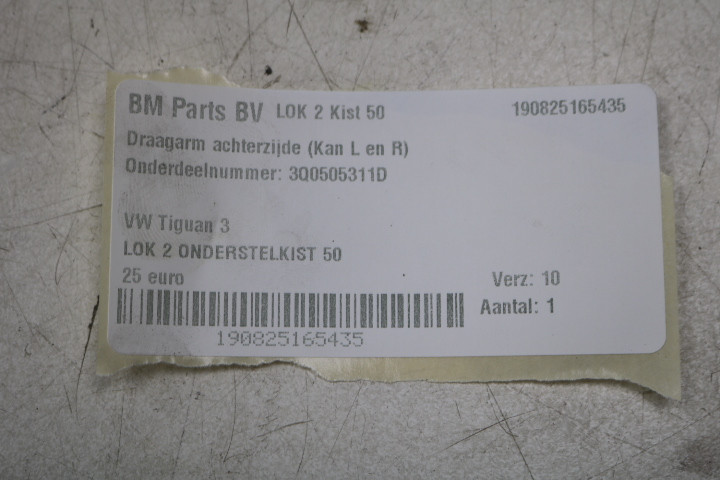 BM Parts BV LOK 2 Kist 50 190825165435
Draagarm achterzijde (Kan L en R)
Onderdeelnummer: 3Q0505311D
VW Tiguan 3
LOK 2 ONDERSTELKIST 50
25 euro Verz: 10
Aantal: 1
190825165435